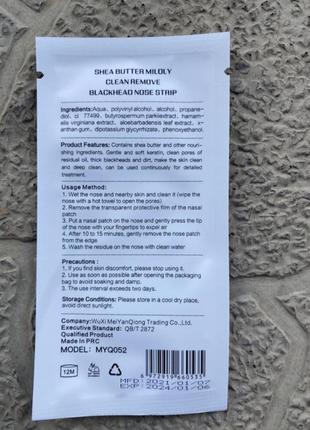 SHEA BUTTER MILDLY
CLEAN REMOVE
BLACKHEAD NOSE STRIP
Ingredients:Aqua, polyvinyl alcohol, alcohol, propane-
diol, ci 77499, butyrospermum parkiiextract, hamam-
elis virginiana extract, aloebarbadensis leaf extract, x-
anthan gum, dipotassium glycyrrhizate, phenoxyethanol.
Product Features: Contains shea butter and other nouri-
shing ingredients. Gentle and soft keratin, clean pores of
residual oil, thick blackheads and dirt, make the skin clean
and deep clean, can be used continuously for detailed
treatment.
Usage Method:
1. Wet the nose and nearby skin and clean it (wipe the
nose with a hot towel to open the pores)
2. Remove the transparent protective film of the nasal
patch
3. Put a nasal patch on the nose and gently press the tip
of the nose with your fingertips to expel air
4. After 10 to 15 minutes, gently remove the nose patch
from the edge
5. Wash the residue on the nose with clean water
Precautions :
1. If you find skin discomfort, please stop using it.
2. Use as soon as possible after opening the packaging
bag to avoid soaking and damp.
3. The use interval exceeds two days.
Storage Conditions: Please store in a cool dry place,
avoid direct sunlight.
Company:WuXi MeiYanQiong Trading Co.,Ltd.
Executive Standard: QB/T 2872
Qualified Product
Made In PRC
MODEL: MYQ052
12M
6 972919 660535
MFD:2021/01/07
EXP:2024/01/06